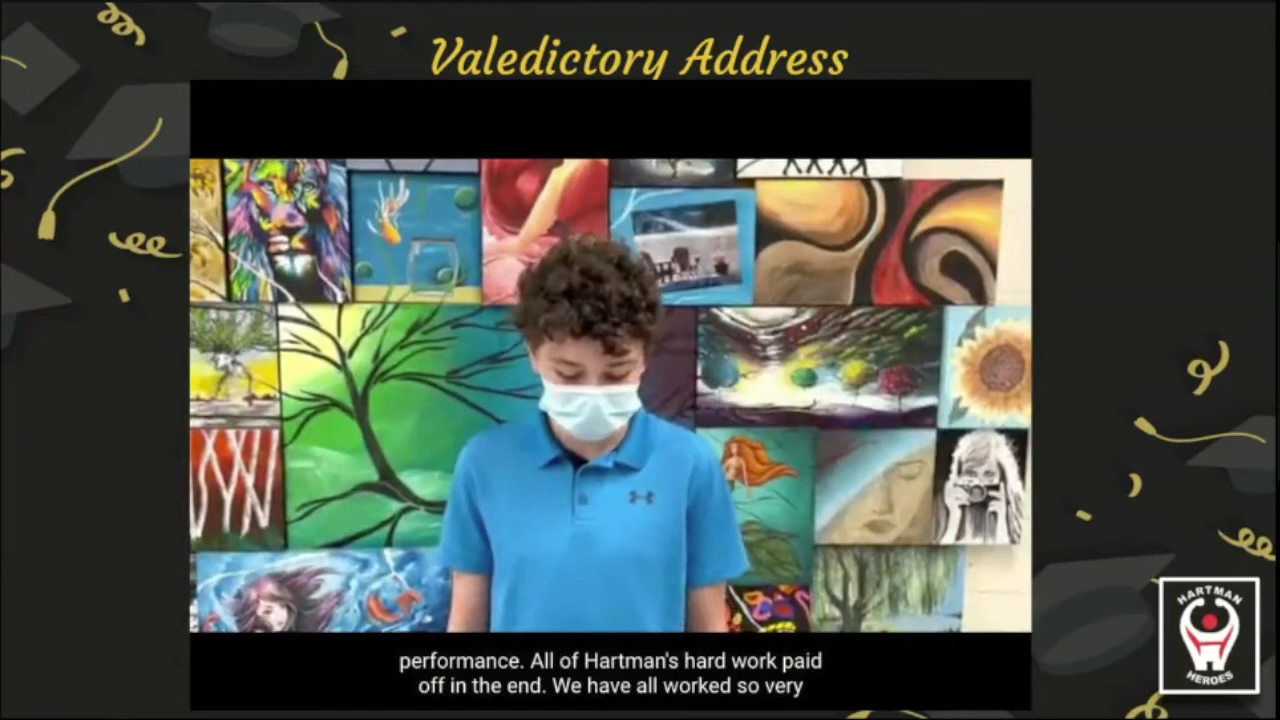 Valedictory Address
performance. All of Hartman's hard work paid
off in the end. We have all worked so very
HARTMAN
HEROES